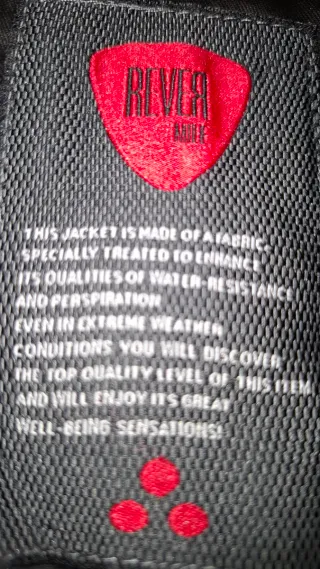 REVER
MILK
THIS JACKET IS MADE OF A FABRIC,
SPECIALLY TREATED TO ENHANCE
ITS QUALITIES OF WATER-RESISTANCE
AND PERSPIRATION
EVEN IN EXTREME WEATHER
CONDITIONS YOU WILL DISCOVER
THE TOP QUALITY LEVEL OF THIS ITEM
AND WILL ENJOY ITS GREAT
WELL-BEING SENSATIONS!